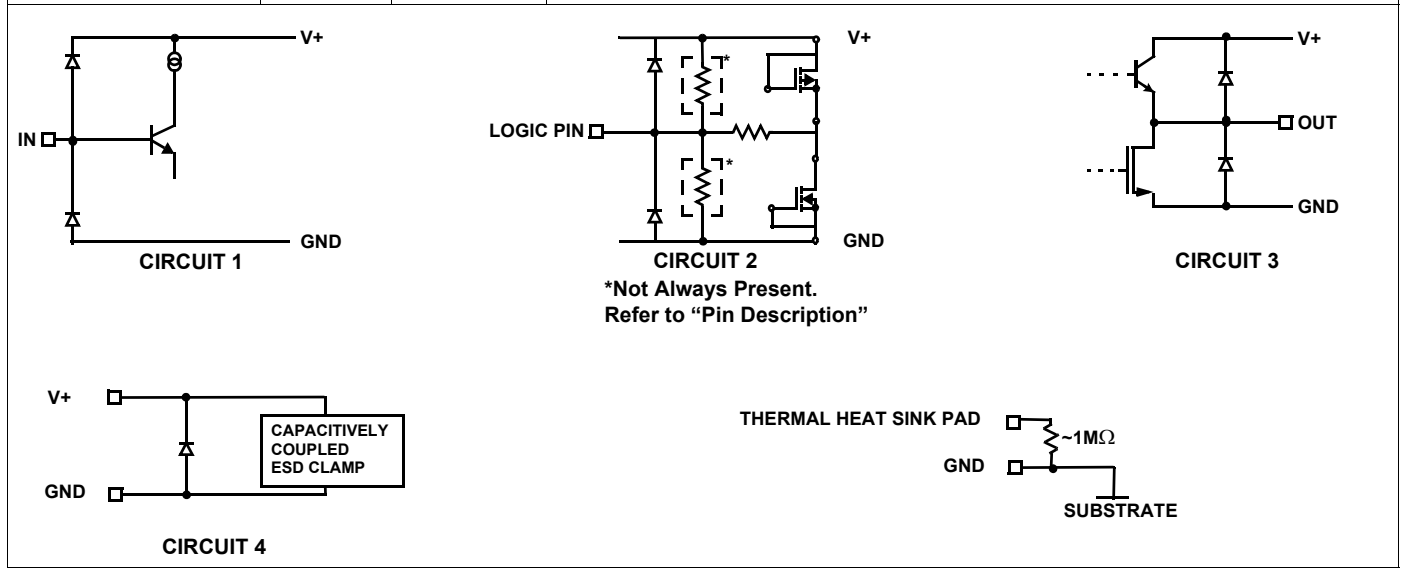 V+
IN
GND
CIRCUIT 1
V+
*
LOGIC PIN
*
GND
CIRCUIT 2
*Not Always Present.
Refer to “Pin Description”
V+
OUT
GND
CIRCUIT 3
V+
CAPACITIVELY
COUPLED
ESD CLAMP
GND
CIRCUIT 4
THERMAL HEAT SINK PAD
~1MΩ
GND
SUBSTRATE